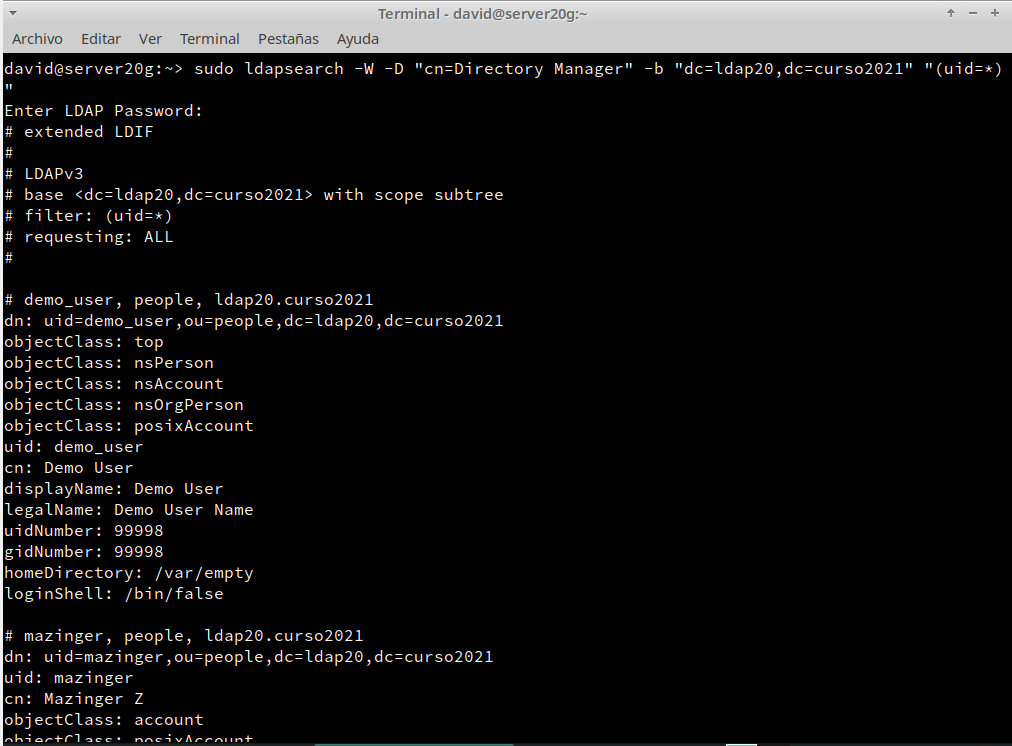 Terminal - david@server20g:~
Archivo Editar Ver Terminal Pestañas Ayuda
david@server20g:~> sudo ldapsearch -W -D "cn=Directory Manager" -b "dc=ldap20,dc=curso2021" "(uid=*)
"
Enter LDAP Password:
# extended LDIF
#
# LDAPv3
# base <dc=ldap20,dc=curso2021> with scope subtree
# filter: (uid=*)
# requesting: ALL
#
# demo_user, people, ldap20.curso2021
dn: uid=demo_user,ou=people,dc=ldap20,dc=curso2021
objectClass: top
objectClass: nsPerson
objectClass: nsAccount
objectClass: nsOrgPerson
objectClass: posixAccount
uid: demo_user
cn: Demo User
displayName: Demo User
legalName: Demo User Name
uidNumber: 99998
gidNumber: 99998
homeDirectory: /var/empty
loginShell: /bin/false
# mazinger, people, ldap20.curso2021
dn: uid=mazinger,ou=people,dc=ldap20,dc=curso2021
uid: mazinger
cn: Mazinger Z
objectClass: account
objectClass: posixAccount